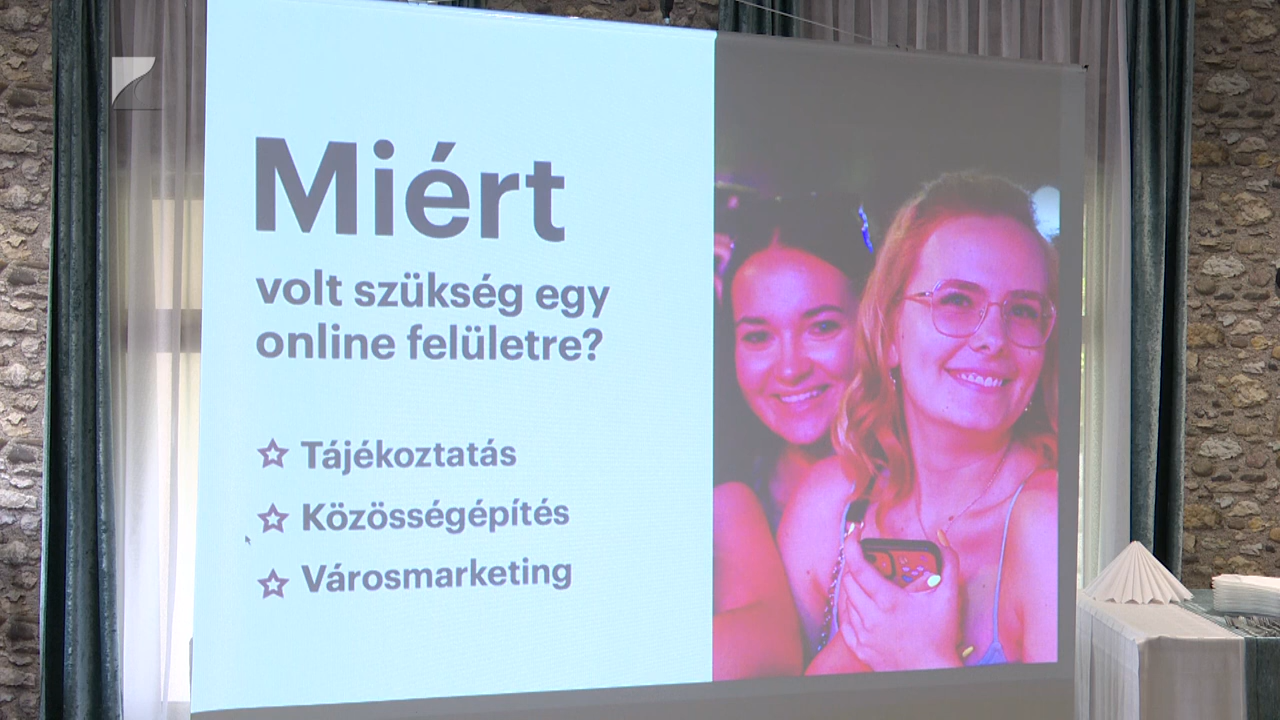 Miért
volt szükség egy
online felületre?
Tájékoztatás
Közösségépítés
Városmarketing